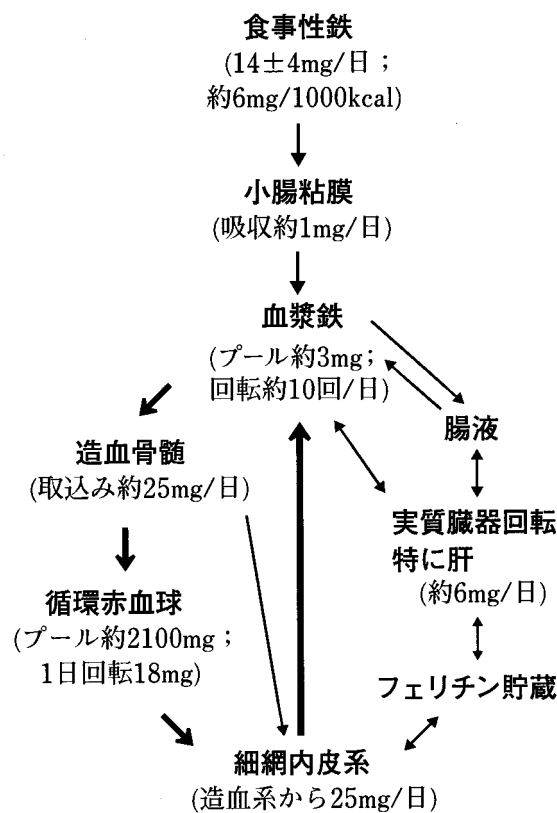 食事性鉄
(14±4mg/日；
約6mg/1000kcal)
小腸粘膜
(吸収約1mg/日)
血漿鉄
(プール約3mg；
回転約10回/日)
腸液
造血骨髄
(取込み約25mg/日)
実質臓器回転
特に肝
(約6mg/日)
循環赤血球
(プール約2100mg；
1日回転18mg)
フェリチン貯蔵
細網内皮系
(造血系から25mg/日)